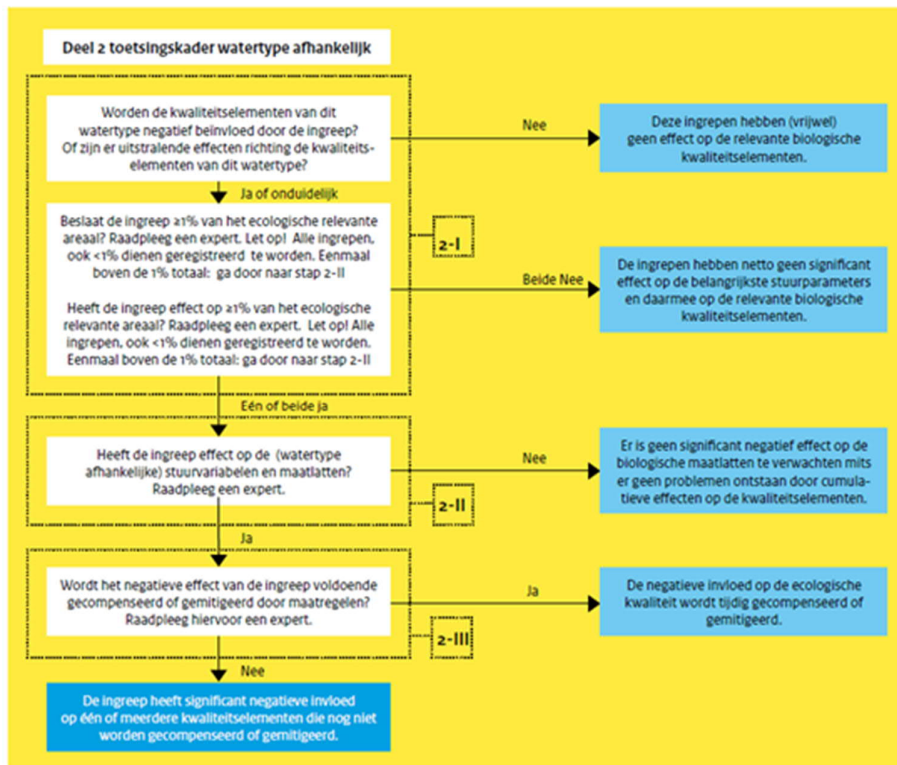 Deel 2 toetsingskader watertype afhankelijk
Worden de kwaliteitselementen van dit
watertype negatief beïnvloed door de ingreep?
Of zijn er uitstralende effecten richting de kwaliteits-
elementen van dit watertype?
Nee
Deze ingrepen hebben (vrijwel)
geen effect op de relevante biologische
kwaliteitselementen.
Ja of onduidelijk
Beslaat de ingreep ≥1% van het ecologische relevante
areaal? Raadpleeg een expert. Let op! Alle ingrepen,
ook <1% dienen geregistreerd te worden. Eenmaal
boven de 1% totaal: ga door naar stap 2-II
Heeft de ingreep effect op ≥1% van het ecologische
relevante areaal? Raadpleeg een expert. Let op! Alle
ingrepen, ook <1% dienen geregistreerd te worden.
Eenmaal boven de 1% totaal: ga door naar stap 2-II
2-I
Beide Nee
De ingrepen hebben netto geen significant
effect op de belangrijkste stuurparameters
en daarmee op de relevante biologische
kwaliteitselementen.
Eén of beide ja
Heeft de ingreep effect op de (watertype
afhankelijke) stuurvariabelen en maatlatten?
Raadpleeg een expert.
Nee
Er is geen significant negatief effect op de
biologische maatlatten te verwachten mits
er geen problemen ontstaan door cumula-
tieve effecten op de kwaliteitselementen.
2-II
Ja
Wordt het negatieve effect van de ingreep voldoende
gecompenseerd of gemitigeerd door maatregelen?
Raadpleeg hiervoor een expert.
Ja
De negatieve invloed op de ecologische
kwaliteit wordt tijdig gecompenseerd of
gemitigeerd.
2-III
Nee
De ingreep heeft significant negatieve invloed
op één of meerdere kwaliteitselementen die nog niet
worden gecompenseerd of gemitigeerd.